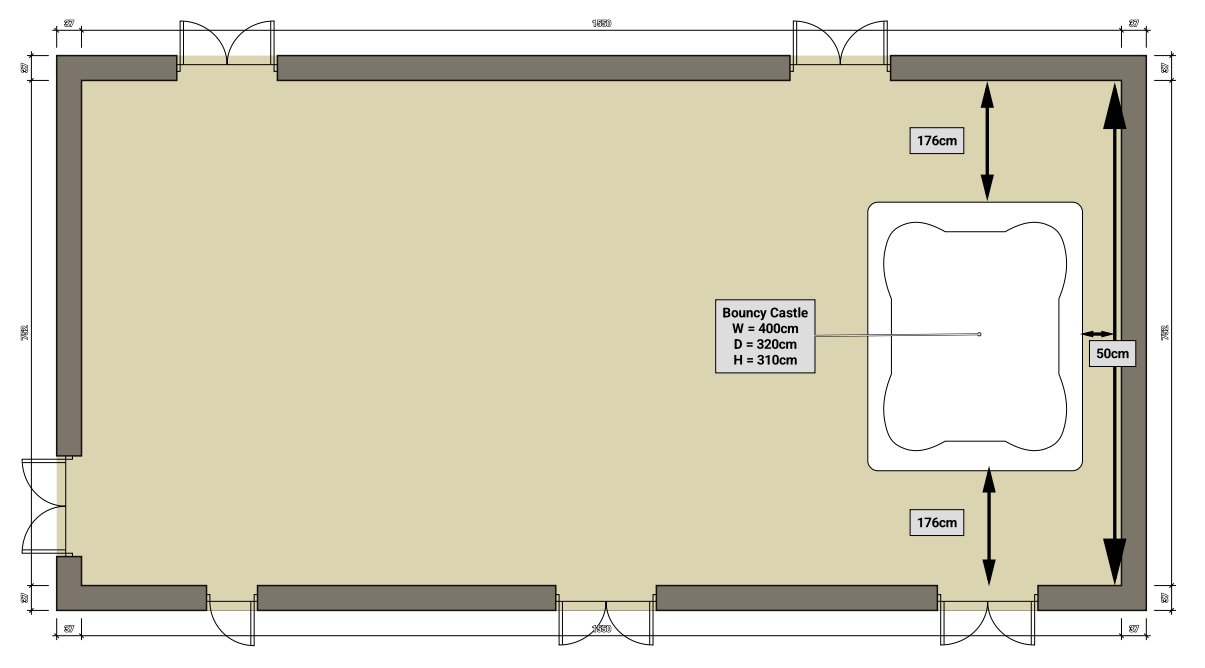 37
1550
37
37
37
176cm
Bouncy Castle
W = 400cm
D = 320cm
H = 310cm
752
752
50cm
176cm
37
37
37
1550
37